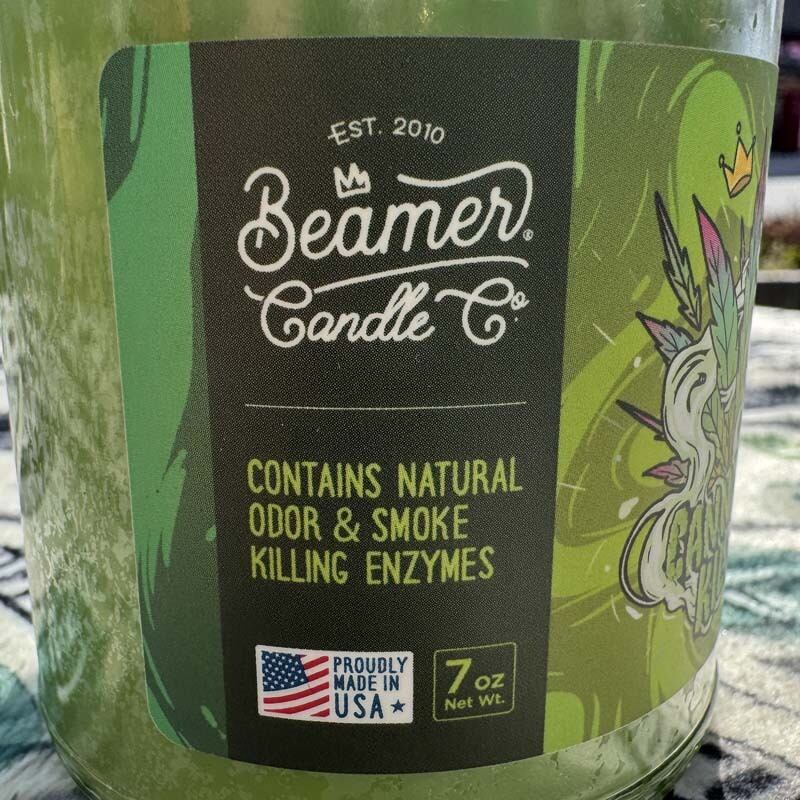 EST. 2010
Beamer®
Candle Co.
CONTAINS NATURAL
ODOR & SMOKE
KILLING ENZYMES
PROUDLY
MADE IN
USA
7 oz
Net Wt.